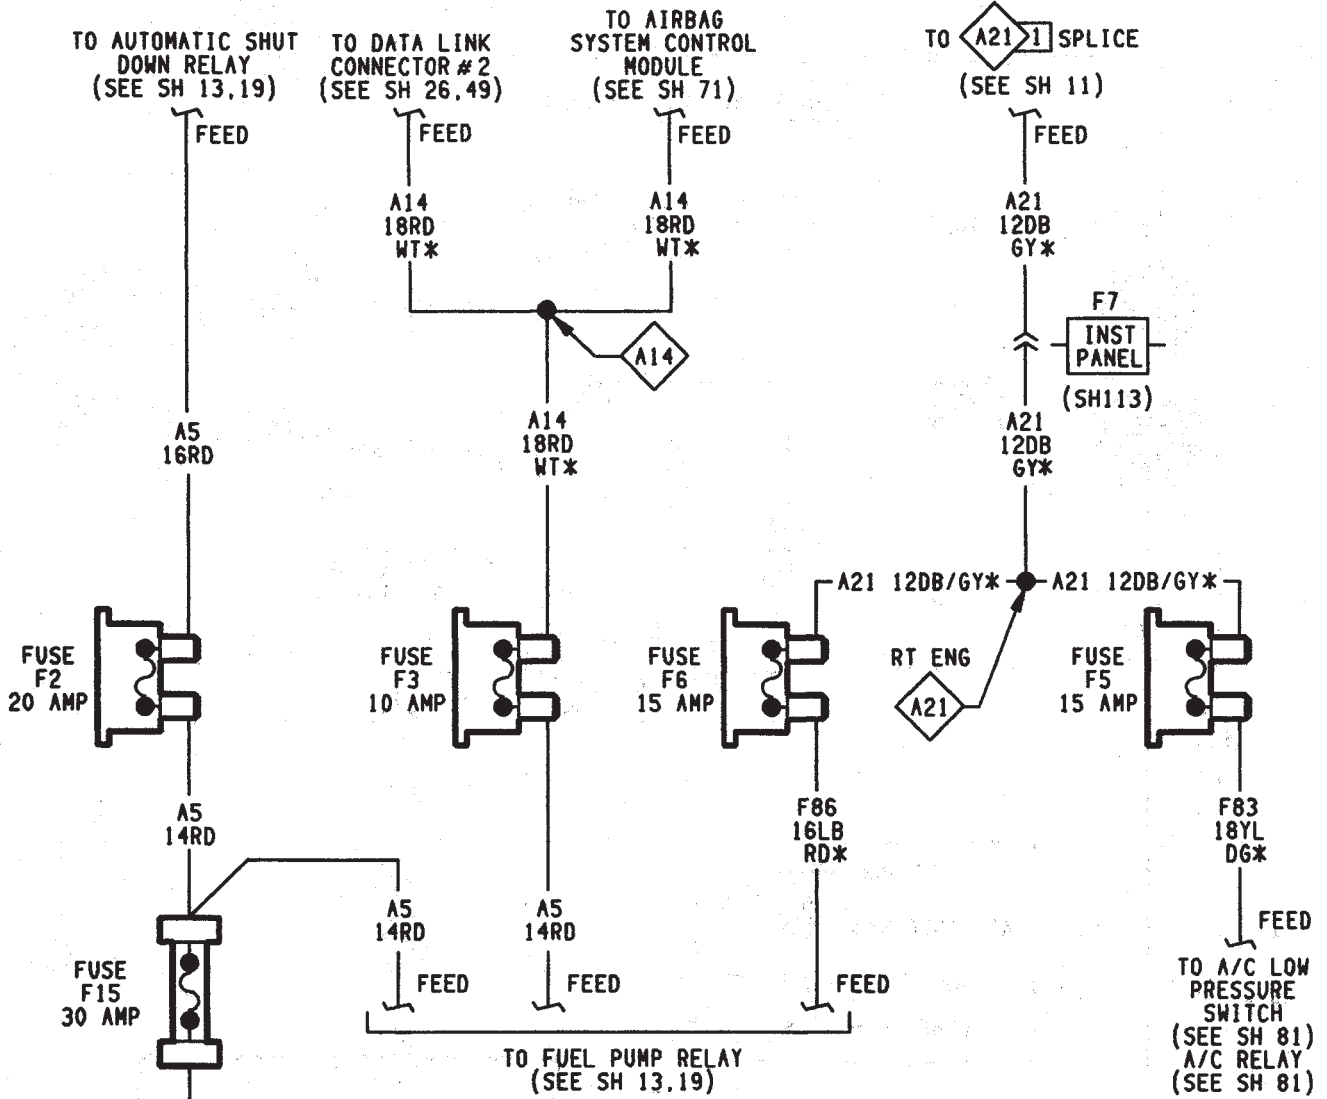 TO AUTOMATIC SHUT
DOWN RELAY
(SEE SH 13,19)
FEED
TO DATA LINK
CONNECTOR #2
(SEE SH 26,49)
FEED
TO AIRBAG
SYSTEM CONTROL
MODULE
(SEE SH 71)
FEED
TO A21 1 SPLICE
(SEE SH 11)
FEED
A14
18RD
WT*
A14
18RD
WT*
A21
12DB
GY*
F7
INST
PANEL
(SH113)
A14
A5
16RD
A14
18RD
WT*
A21
12DB
GY*
A21 12DB/GY*
A21 12DB/GY*
FUSE
F2
20 AMP
FUSE
F3
10 AMP
FUSE
F6
15 AMP
RT ENG
A21
FUSE
F5
15 AMP
A5
14RD
F86
16LB
RD*
F83
18YL
DG*
A5
14RD
A5
14RD
FEED
FEED
FEED
FEED
FUSE
F15
30 AMP
TO FUEL PUMP RELAY
(SEE SH 13,19)
TO A/C LOW
PRESSURE
SWITCH
(SEE SH 81)
A/C RELAY
(SEE SH 81)